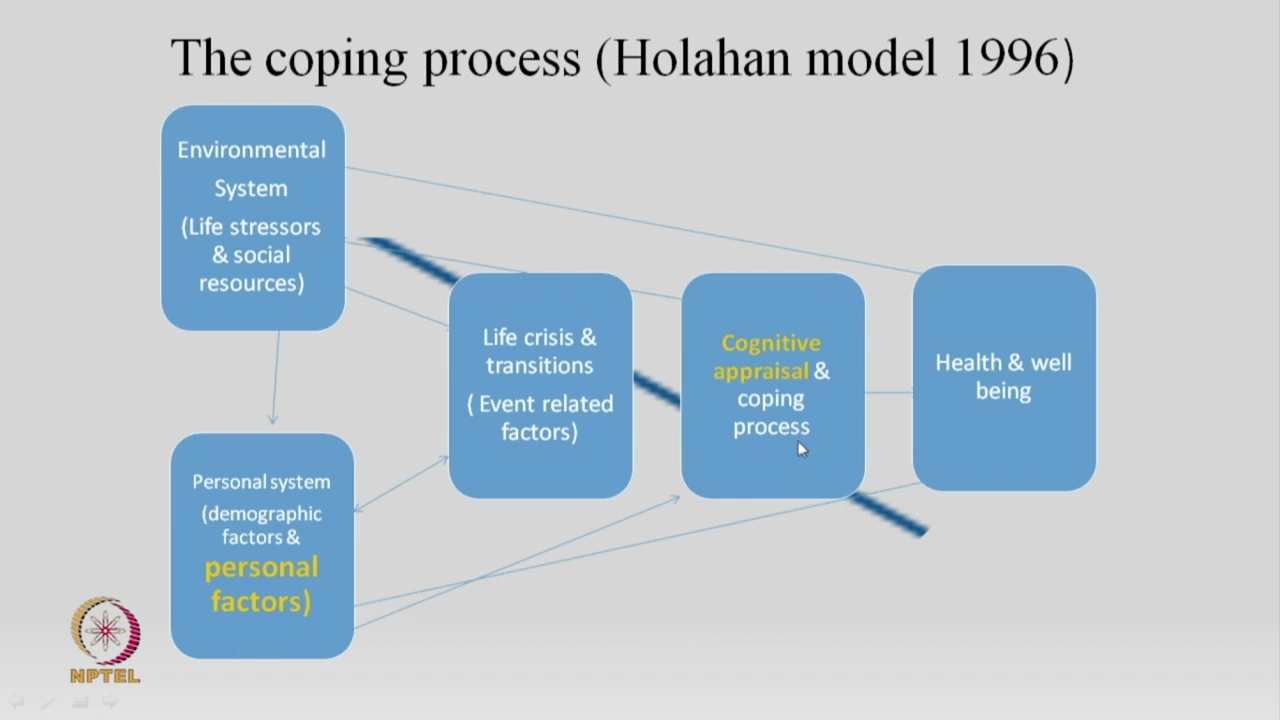 The coping process (Holahan model 1996)
Environmental
System
(Life stressors
& social
resources)
Life crisis &
transitions
( Event related
factors)
Cognitive
appraisal &
coping
process
Health & well
being
Personal system
(demographic
factors &
personal
factors)
NPTEL